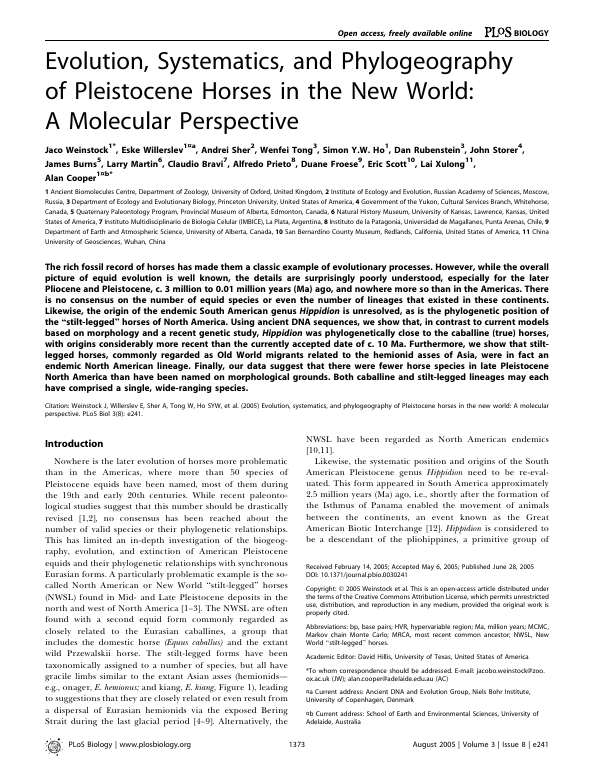 Open access, freely available online PLoS BIOLOGY
Evolution, Systematics, and Phylogeography
of Pleistocene Horses in the New World:
A Molecular Perspective
Jaco Weinstock1*, Eske Willerslev1¤a, Andrei Sher2, Wenfei Tong3, Simon Y.W. Ho1, Dan Rubenstein3, John Storer4,
James Burns5, Larry Martin6, Claudio Bravi7, Alfredo Prieto8, Duane Froese9, Eric Scott10, Lai Xulong11,
Alan Cooper1¤b*
1 Ancient Biomolecules Centre, Department of Zoology, University of Oxford, United Kingdom, 2 Institute of Ecology and Evolution, Russian Academy of Sciences, Moscow,
Russia, 3 Department of Ecology and Evolutionary Biology, Princeton University, United States of America, 4 Government of the Yukon, Cultural Services Branch, Whitehorse,
Canada, 5 Quaternary Paleontology Program, Provincial Museum of Alberta, Edmonton, Canada, 6 Natural History Museum, University of Kansas, Lawrence, Kansas, United
States of America, 7 Instituto Multidisciplinario de Biologia Celular (IMBICE), La Plata, Argentina, 8 Instituto de la Patagonia, Universidad de Magallanes, Punta Arenas, Chile, 9
Department of Earth and Atmospheric Science, University of Alberta, Canada, 10 San Bernardino County Museum, Redlands, California, United States of America, 11 China
University of Geosciences, Wuhan, China
The rich fossil record of horses has made them a classic example of evolutionary processes. However, while the overall
picture of equid evolution is well known, the details are surprisingly poorly understood, especially for the later
Pliocene and Pleistocene, c. 3 million to 0.01 million years (Ma) ago, and nowhere more so than in the Americas. There
is no consensus on the number of equid species or even the number of lineages that existed in these continents.
Likewise, the origin of the endemic South American genus Hippidion is unresolved, as is the phylogenetic position of
the “stilt-legged” horses of North America. Using ancient DNA sequences, we show that, in contrast to current models
based on morphology and a recent genetic study, Hippidion was phylogenetically close to the caballine (true) horses,
with origins considerably more recent than the currently accepted date of c. 10 Ma. Furthermore, we show that stilt-
legged horses, commonly regarded as Old World migrants related to the hemionid asses of Asia, were in fact an
endemic North American lineage. Finally, our data suggest that there were fewer horse species in late Pleistocene
North America than have been named on morphological grounds. Both caballine and stilt-legged lineages may each
have comprised a single, wide-ranging species.
Citation: Weinstock J, Willerslev E, Sher A, Tong W, Ho SYW, et al. (2005) Evolution, systematics, and phylogeography of Pleistocene horses in the new world: A molecular
perspective. PLoS Biol 3(8): e241.
Introduction
Nowhere is the later evolution of horses more problematic
than in the Americas, where more than 50 species of
Pleistocene equids have been named, most of them during
the 19th and early 20th centuries. While recent paleonto-
logical studies suggest that this number should be drastically
revised [1,2], no consensus has been reached about the
number of valid species or their phylogenetic relationships.
This has limited an in-depth investigation of the biogeog-
raphy, evolution, and extinction of American Pleistocene
equids and their phylogenetic relationships with synchronous
Eurasian forms. A particularly problematic example is the so-
called North American or New World “stilt-legged” horses
(NWSL) found in Mid- and Late Pleistocene deposits in the
north and west of North America [1–3]. The NWSL are often
found with a second equid form commonly regarded as
closely related to the Eurasian caballines, a group that
includes the domestic horse (Equus caballus) and the extant
wild Przewalskii horse. The stilt-legged forms have been
taxonomically assigned to a number of species, but all have
gracile limbs similar to the extant Asian asses (hemionids—
e.g., onager, E. hemionus; and kiang, E. kiang, Figure 1), leading
to suggestions that they are closely related or even result from
a dispersal of Eurasian hemionids via the exposed Bering
Strait during the last glacial period [4–9]. Alternatively, the
NWSL have been regarded as North American endemics
[10,11].
Likewise, the systematic position and origins of the South
American Pleistocene genus Hippidion need to be re-eval-
uated. This form appeared in South America approximately
2.5 million years (Ma) ago, i.e., shortly after the formation of
the Isthmus of Panama enabled the movement of animals
between the continents, an event known as the Great
American Biotic Interchange [12]. Hippidion is considered to
be a descendant of the pliohippines, a primitive group of
Received February 14, 2005; Accepted May 6, 2005; Published June 28, 2005
DOI: 10.1371/journal.pbio.0030241
Copyright: © 2005 Weinstock et al. This is an open-access article distributed under
the terms of the Creative Commons Attribution License, which permits unrestricted
use, distribution, and reproduction in any medium, provided the original work is
properly cited.
Abbreviations: bp, base pairs; HVR, hypervariable region; Ma, million years; MCMC,
Markov chain Monte Carlo; MRCA, most recent common ancestor; NWSL, New
World “stilt-legged” horses.
Academic Editor: David Hillis, University of Texas, United States of America
*To whom correspondence should be addressed. E-mail: jacobo.weinstock@zoo.
ox.ac.uk (JW); alan.cooper@adelaide.edu.au (AC)
¤a Current address: Ancient DNA and Evolution Group, Niels Bohr Institute,
University of Copenhagen, Denmark
¤b Current address: School of Earth and Environmental Sciences, University of
Adelaide, Australia
PLoS Biology | www.plosbiology.org 1373 August 2005 | Volume 3 | Issue 8 | e241